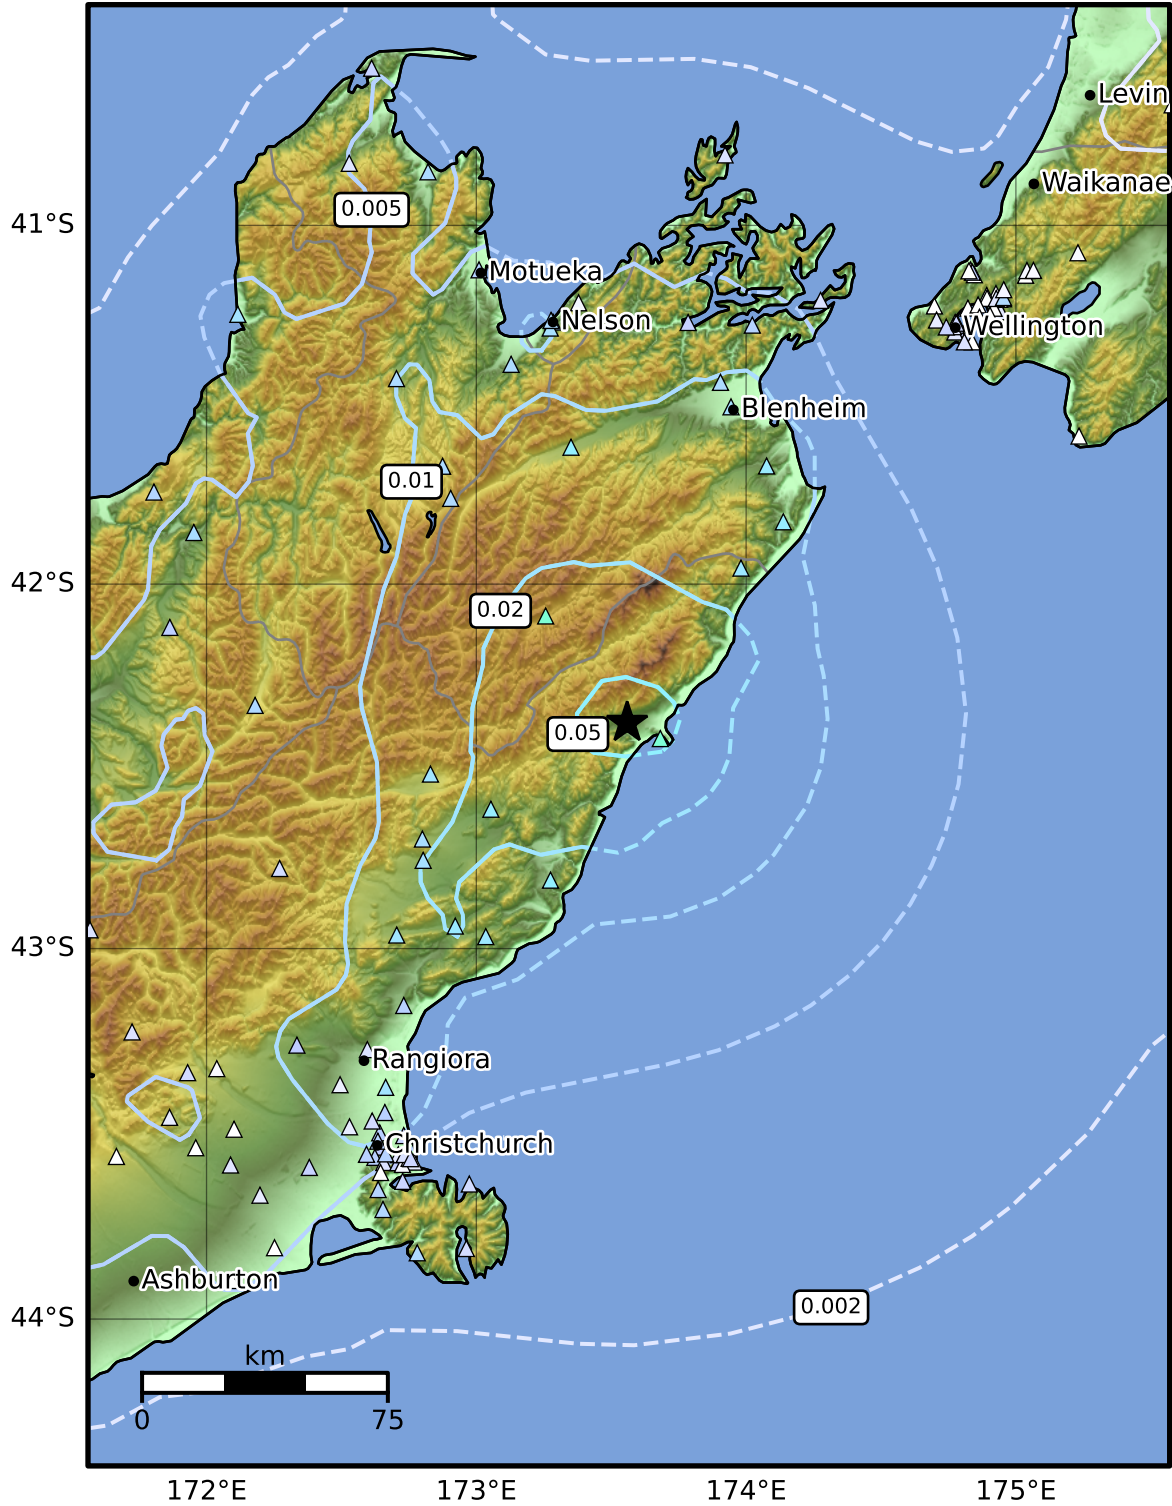 Levin
Waikanae
41°S
0.005
Motueka
Nelson
Wellington
Blenheim
0.01
42°S
0.02
0.05
43°S
Rangiora
Christchurch
Ashburton
44°S
0.002
km
0
75
172°E
173°E
174°E
175°E